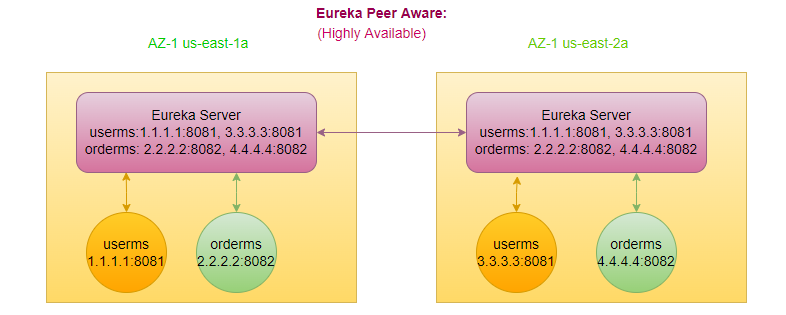 Eureka Peer Aware:
(Highly Available)
AZ-1 us-east-1a
AZ-1 us-east-2a
Eureka Server
userms:1.1.1.1:8081, 3.3.3.3:8081
orderms: 2.2.2.2:8082, 4.4.4.4:8082
Eureka Server
userms:1.1.1.1:8081, 3.3.3.3:8081
orderms: 2.2.2.2:8082, 4.4.4.4:8082
userms
1.1.1.1:8081
orderms
2.2.2.2:8082
userms
3.3.3.3:8081
orderms
4.4.4.4:8082